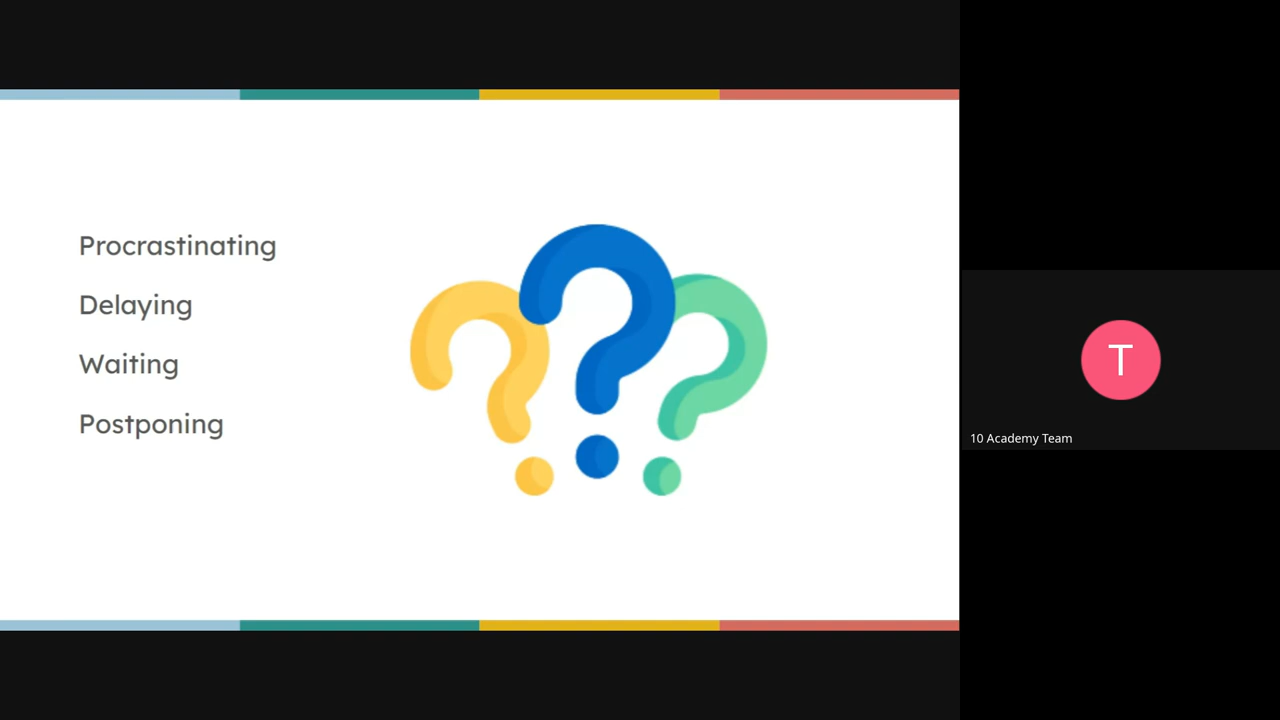 Procrastinating
Delaying
Waiting
Postponing
T
10 Academy Team